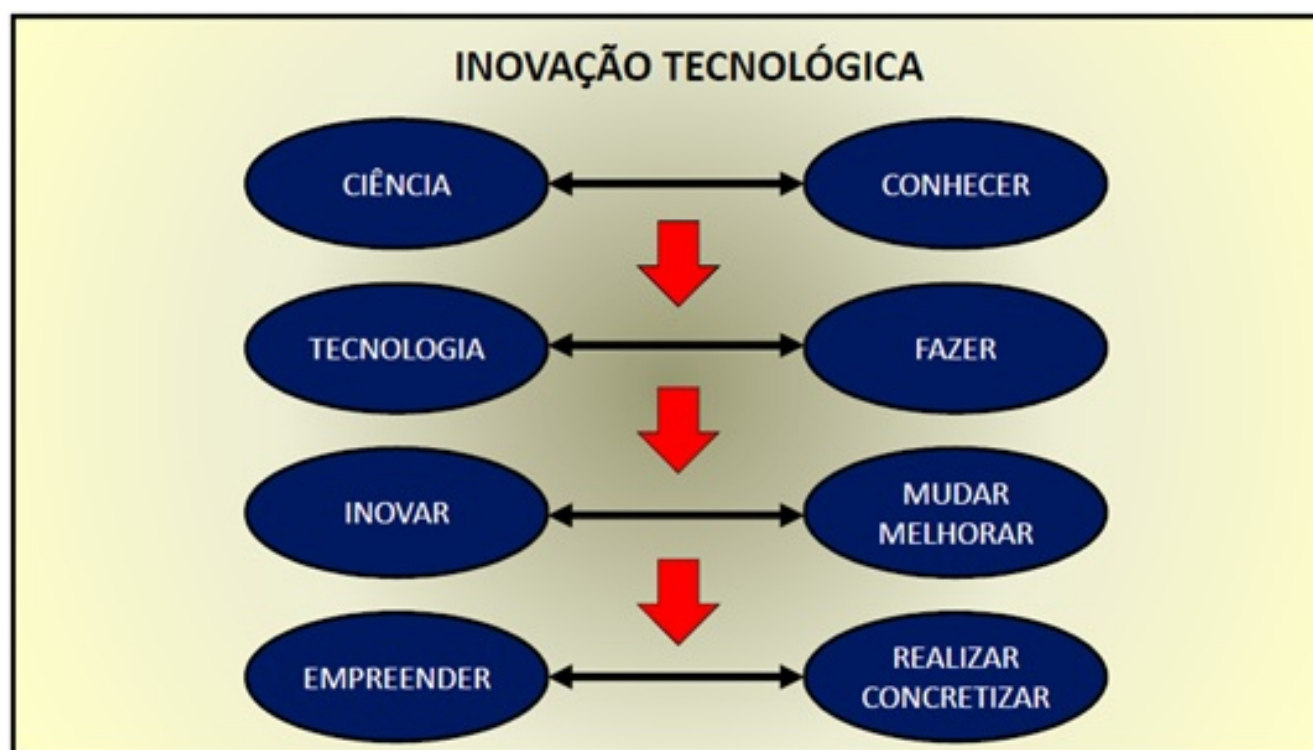 INOVAÇÃO TECNOLÓGICA
CIÊNCIA
CONHECER
TECNOLOGIA
FAZER
INOVAR
MUDAR
MELHORAR
EMPREENDER
REALIZAR
CONCRETIZAR